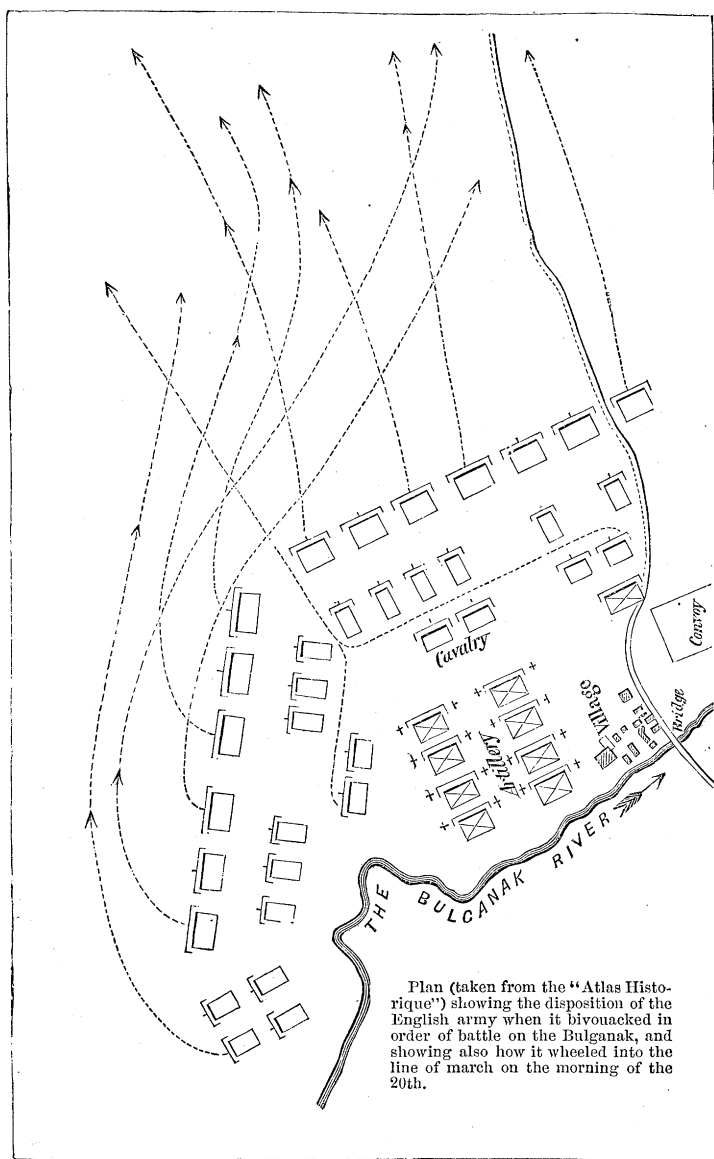 Convoy
Cavalry
Village
Bridge
Artillery
THE BULGANAK RIVER
Plan (taken from the "Atlas Histo-
rique") showing the disposition of the
English army when it bivouacked in
order of battle on the Bulganak, and
showing also how it wheeled into the
line of march on the morning of the
20th.